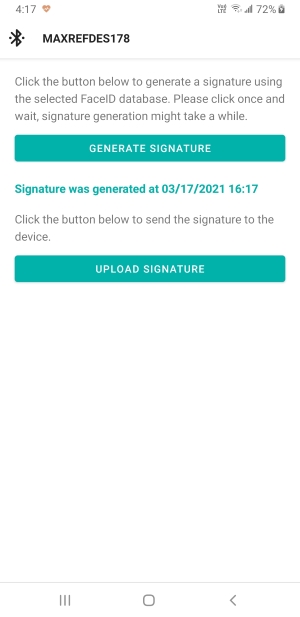 4:17
VoLTE 72%
MAXREFDES178
Click the button below to generate a signature using
the selected FaceID database. Please click once and
wait, signature generation might take a while.
GENERATE SIGNATURE
Signature was generated at 03/17/2021 16:17
Click the button below to send the signature to the
device.
UPLOAD SIGNATURE